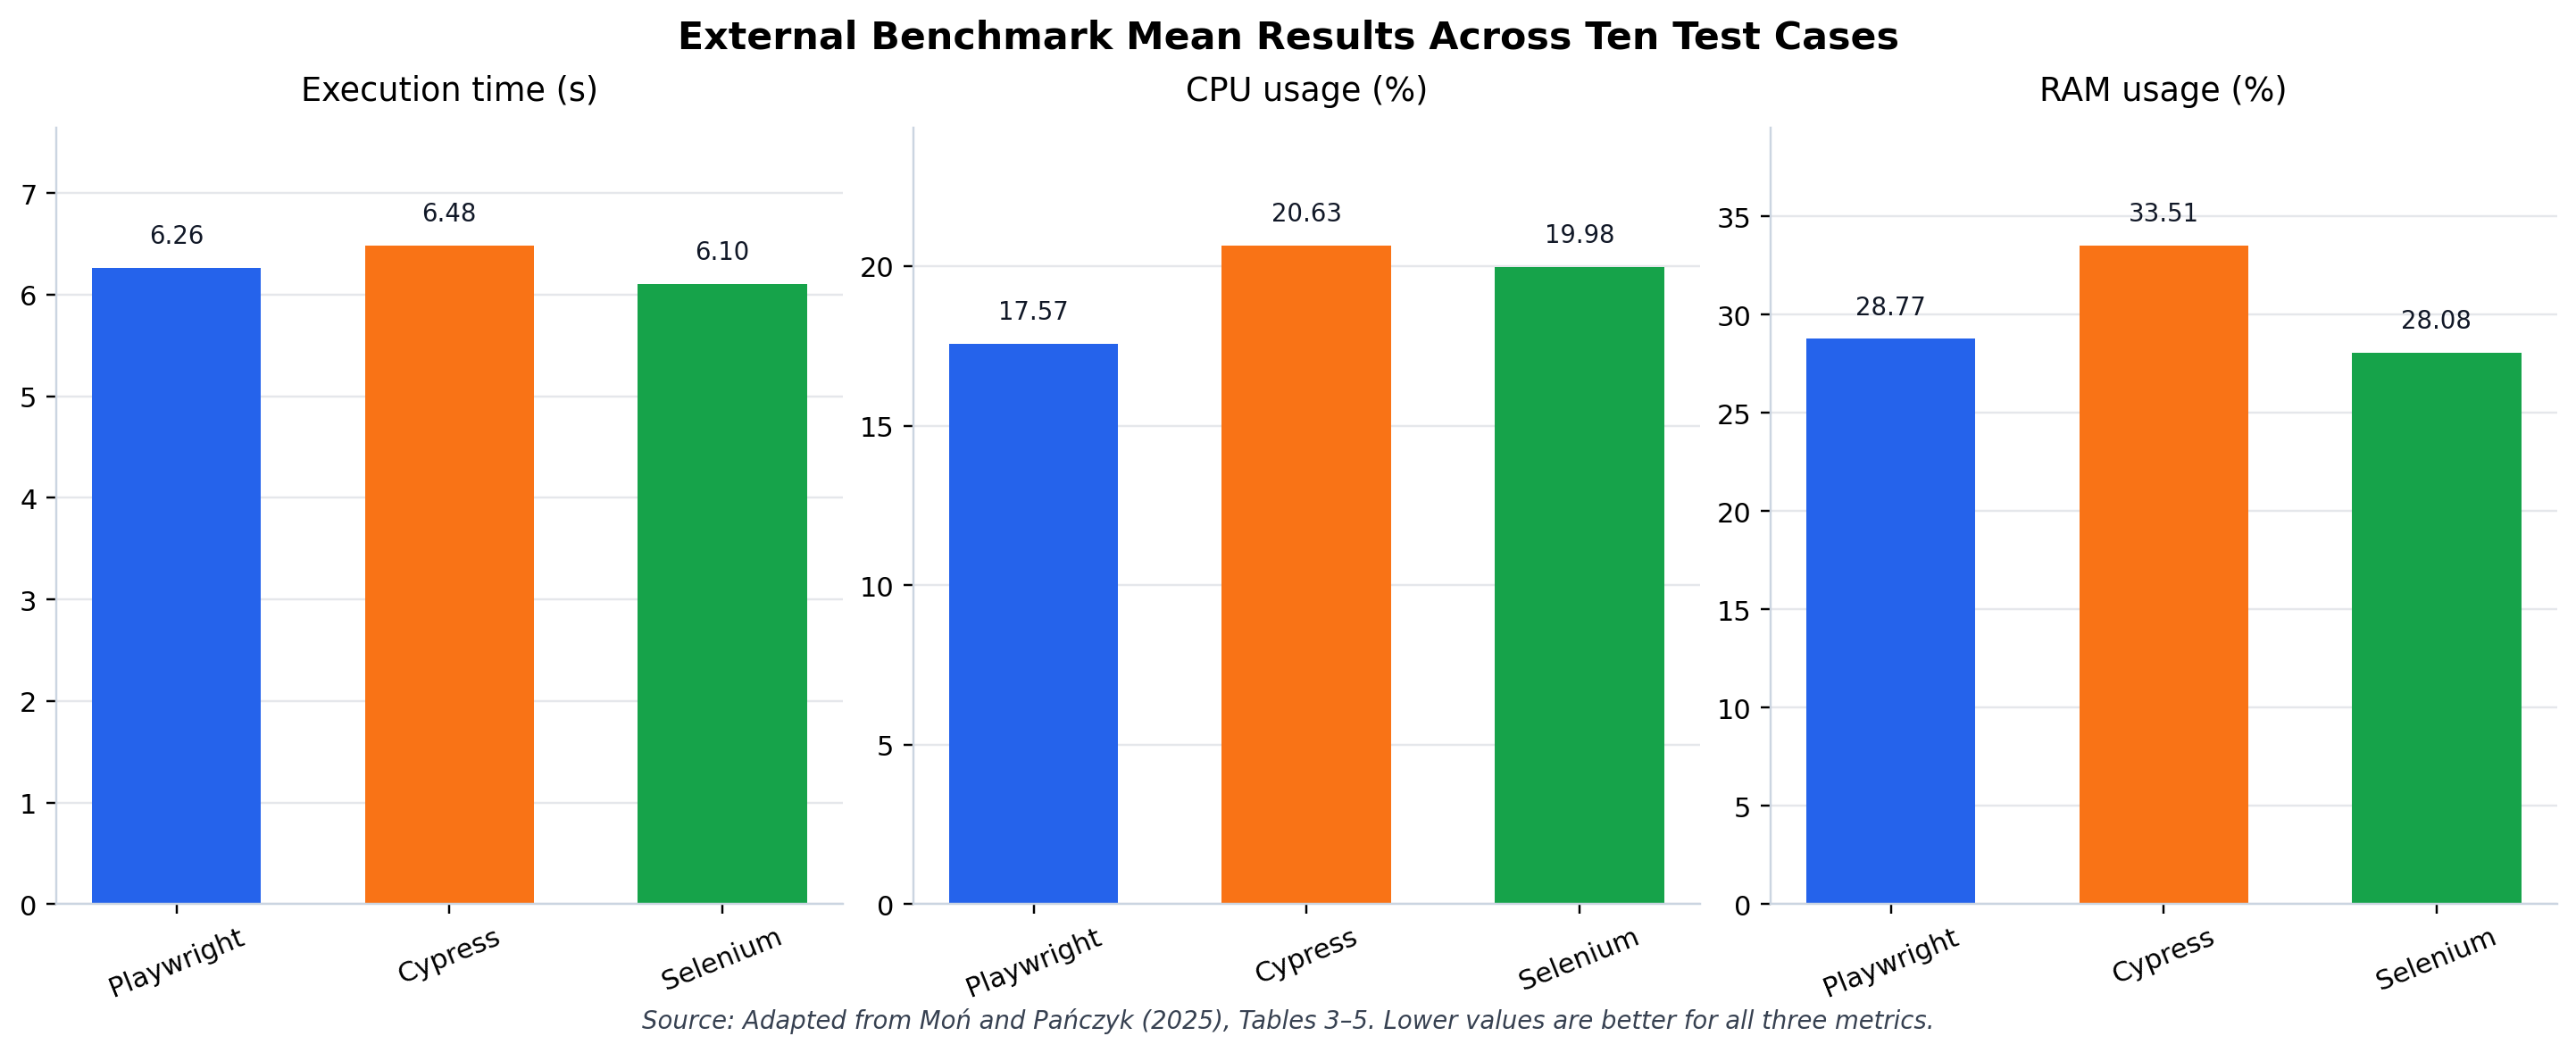 External Benchmark Mean Results Across Ten Test Cases
Execution time (s)
7
6
5
4
3
2
1
0
6.26
6.48
6.10
Playwright
Cypress
Selenium
CPU usage (%)
20
15
10
5
0
17.57
20.63
19.98
Playwright
Cypress
Selenium
RAM usage (%)
35
30
25
20
15
10
5
0
28.77
33.51
28.08
Playwright
Cypress
Selenium
Source: Adapted from Moń and Pańczyk (2025), Tables 3–5. Lower values are better for all three metrics.